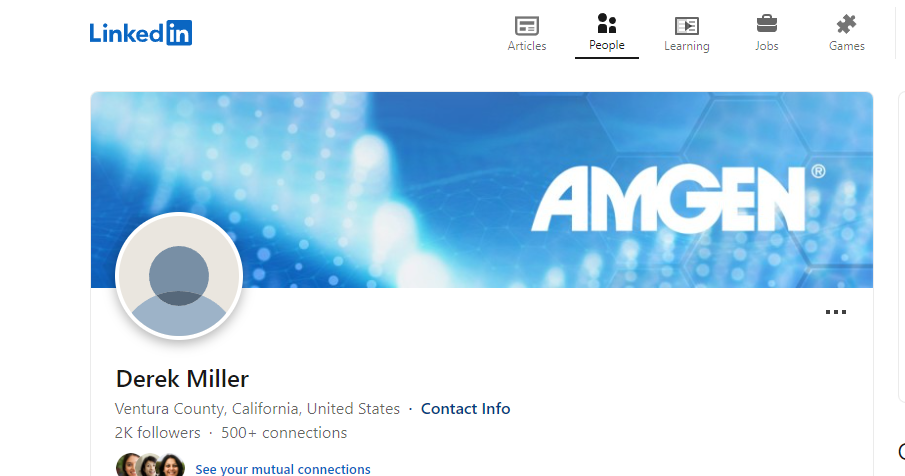 LinkedIn
Articles
People
Learning
Jobs
Games
AMGEN®
Derek Miller
Ventura County, California, United States · Contact Info
2K followers · 500+ connections
See your mutual connections